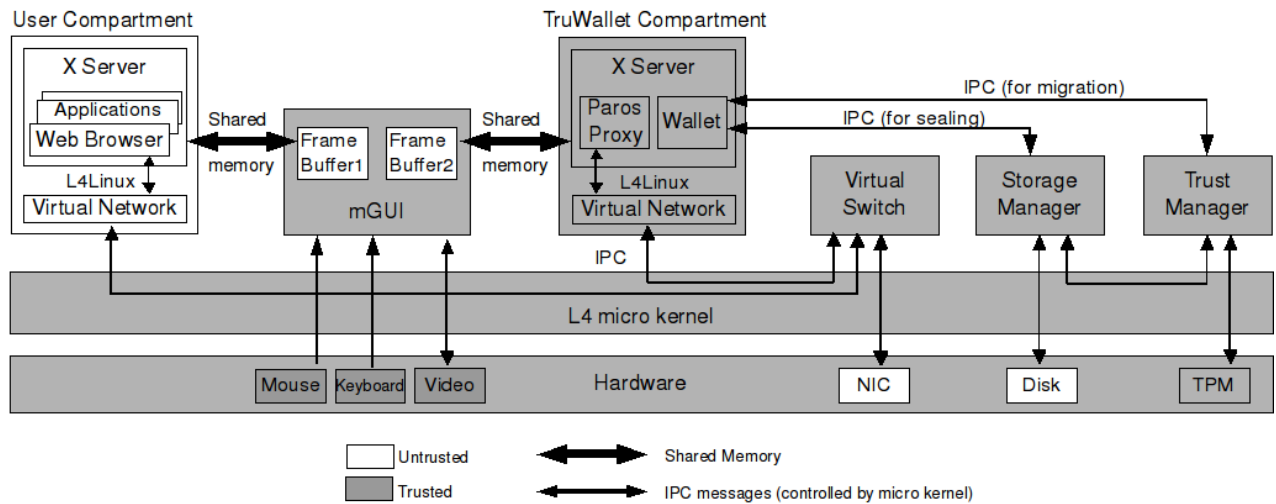 User Compartment
TruWallet Compartment
X Server
Applications
Web Browser
L4Linux
Virtual Network
Shared
memory
Frame
Buffer1
Frame
Buffer2
mGUI
Shared
memory
X Server
Paros
Proxy
Wallet
L4Linux
Virtual Network
IPC (for migration)
IPC (for sealing)
Virtual
Switch
Storage
Manager
Trust
Manager
IPC
L4 micro kernel
Mouse
Keyboard
Video
Hardware
NIC
Disk
TPM
Untrusted
Shared Memory
Trusted
IPC messages (controlled by micro kernel)